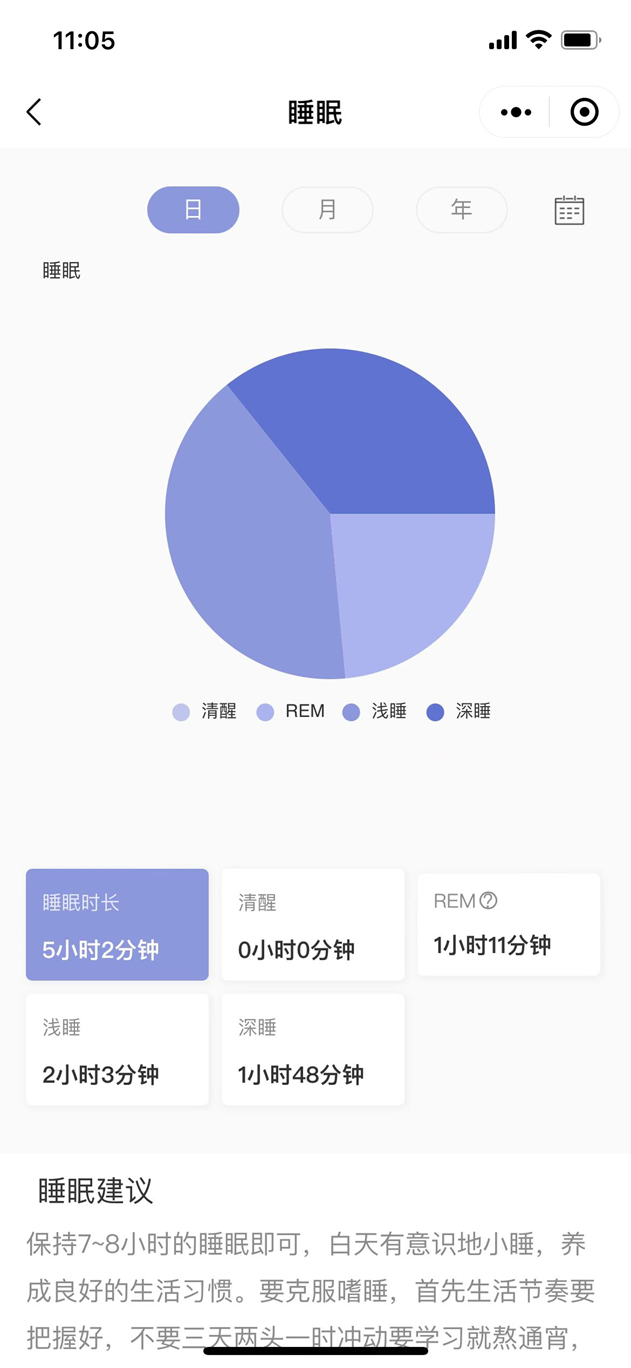 11:05
睡眠
日 月 年
睡眠
清醒 REM 浅睡 深睡
睡眠时长 清醒 REM?
5小时2分钟 0小时0分钟 1小时11分钟
浅睡 深睡
2小时3分钟 1小时48分钟
睡眠建议
保持7~8小时的睡眠即可，白天有意识地小睡，养
成良好的生活习惯。要克服嗜睡，首先生活节奏要
把握好，不要三天两头一时冲动要学习就熬通宵，